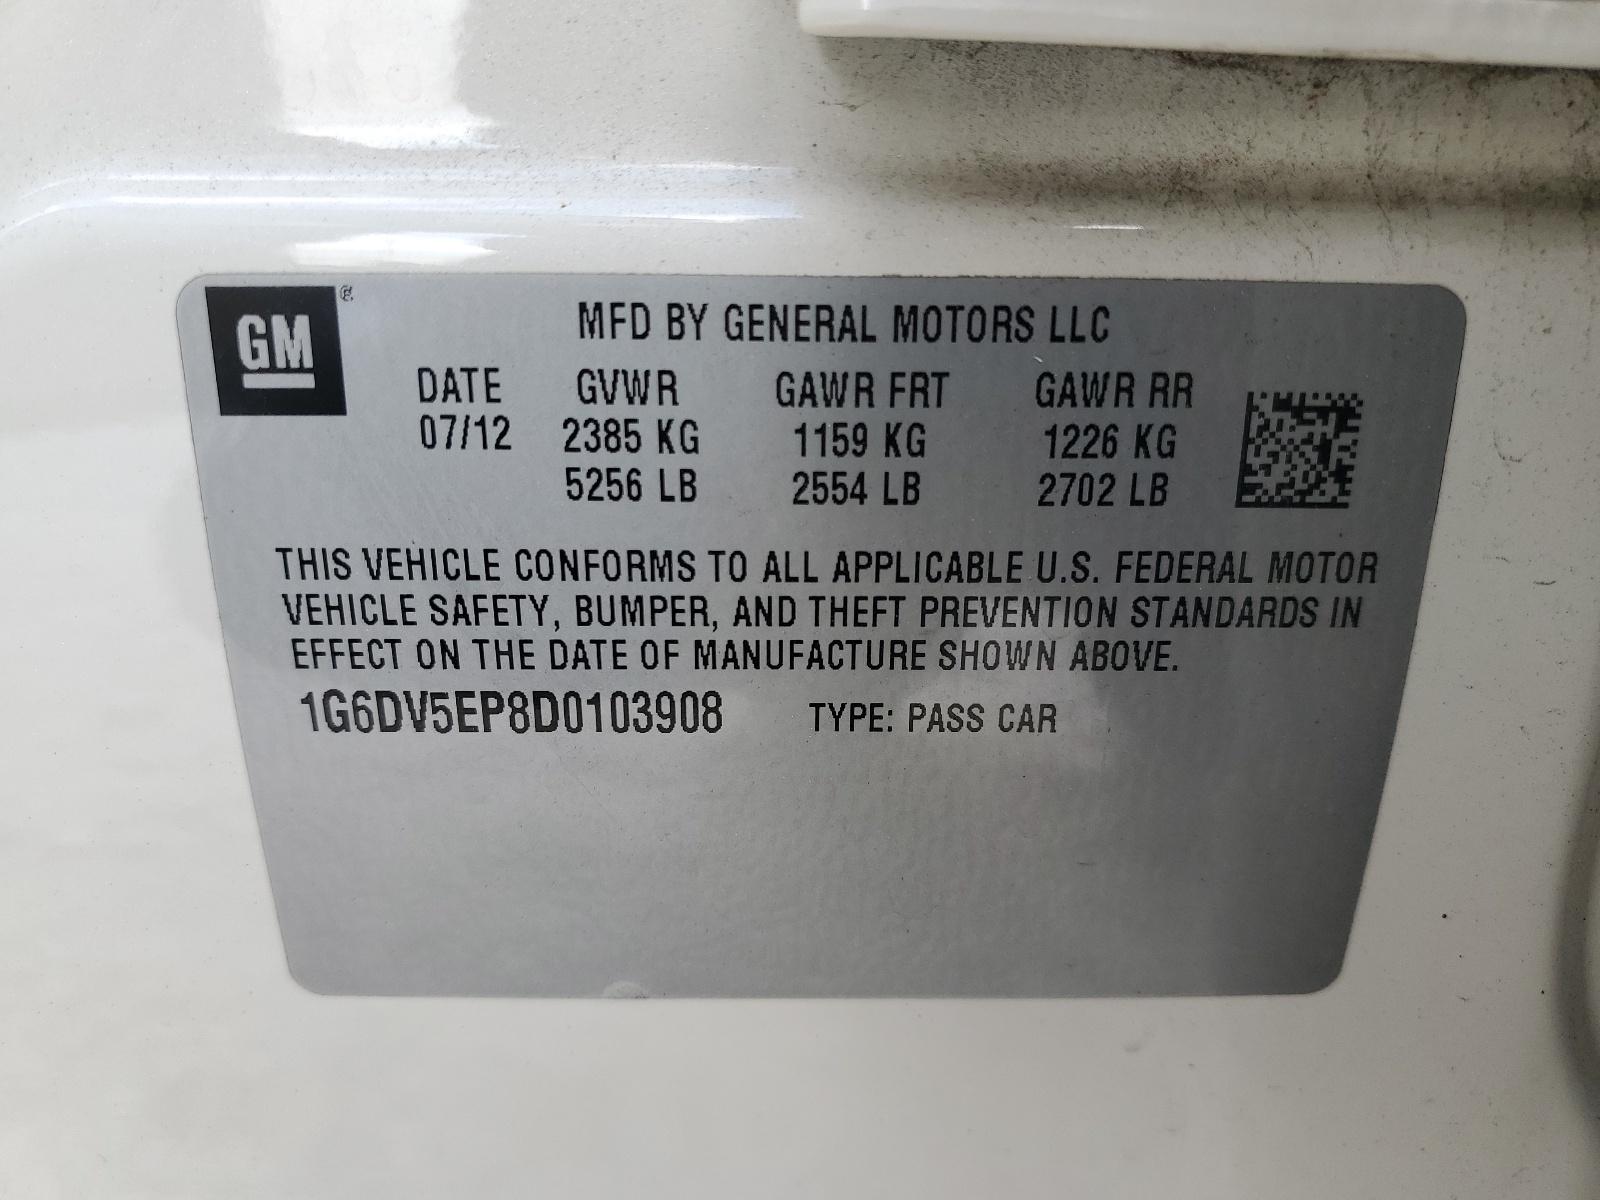 GM
MFD BY GENERAL MOTORS LLC
DATE GVWR GAWR FRT GAWR RR
07/12 2385 KG 1159 KG 1226 KG
5256 LB 2554 LB 2702 LB
THIS VEHICLE CONFORMS TO ALL APPLICABLE U.S. FEDERAL MOTOR
VEHICLE SAFETY, BUMPER, AND THEFT PREVENTION STANDARDS IN
EFFECT ON THE DATE OF MANUFACTURE SHOWN ABOVE.
1G6DV5EP8D0103908 TYPE: PASS CAR